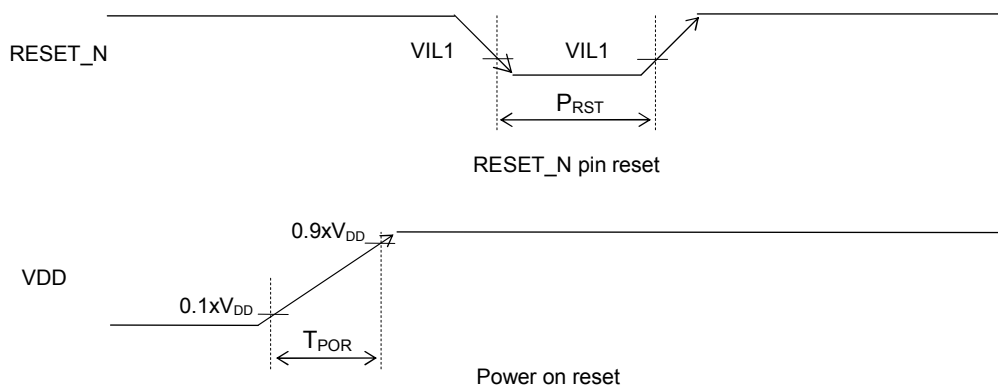 RESET_N
VIL1
VIL1
PRST
RESET_N pin reset
0.9xVDD
VDD
0.1xVDD
TPOR
Power on reset